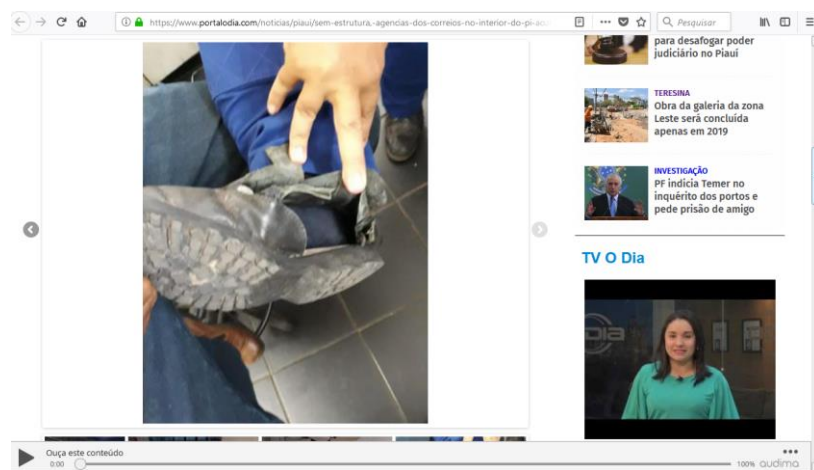 https://www.portalodia.com/noticias/piaui/sem-estrutura,-agencias-dos-correios-no-interior-do-pi-ao
Pesquisar
para desafogar poder
judiciário no Piauí
TERESINA
Obra da galeria da zona
Leste será concluída
apenas em 2019
INVESTIGAÇÃO
PF indicia Temer no
inquérito dos portos e
pede prisão de amigo
TV O Dia
DIA
Ouça este conteúdo
0:00
100% audima